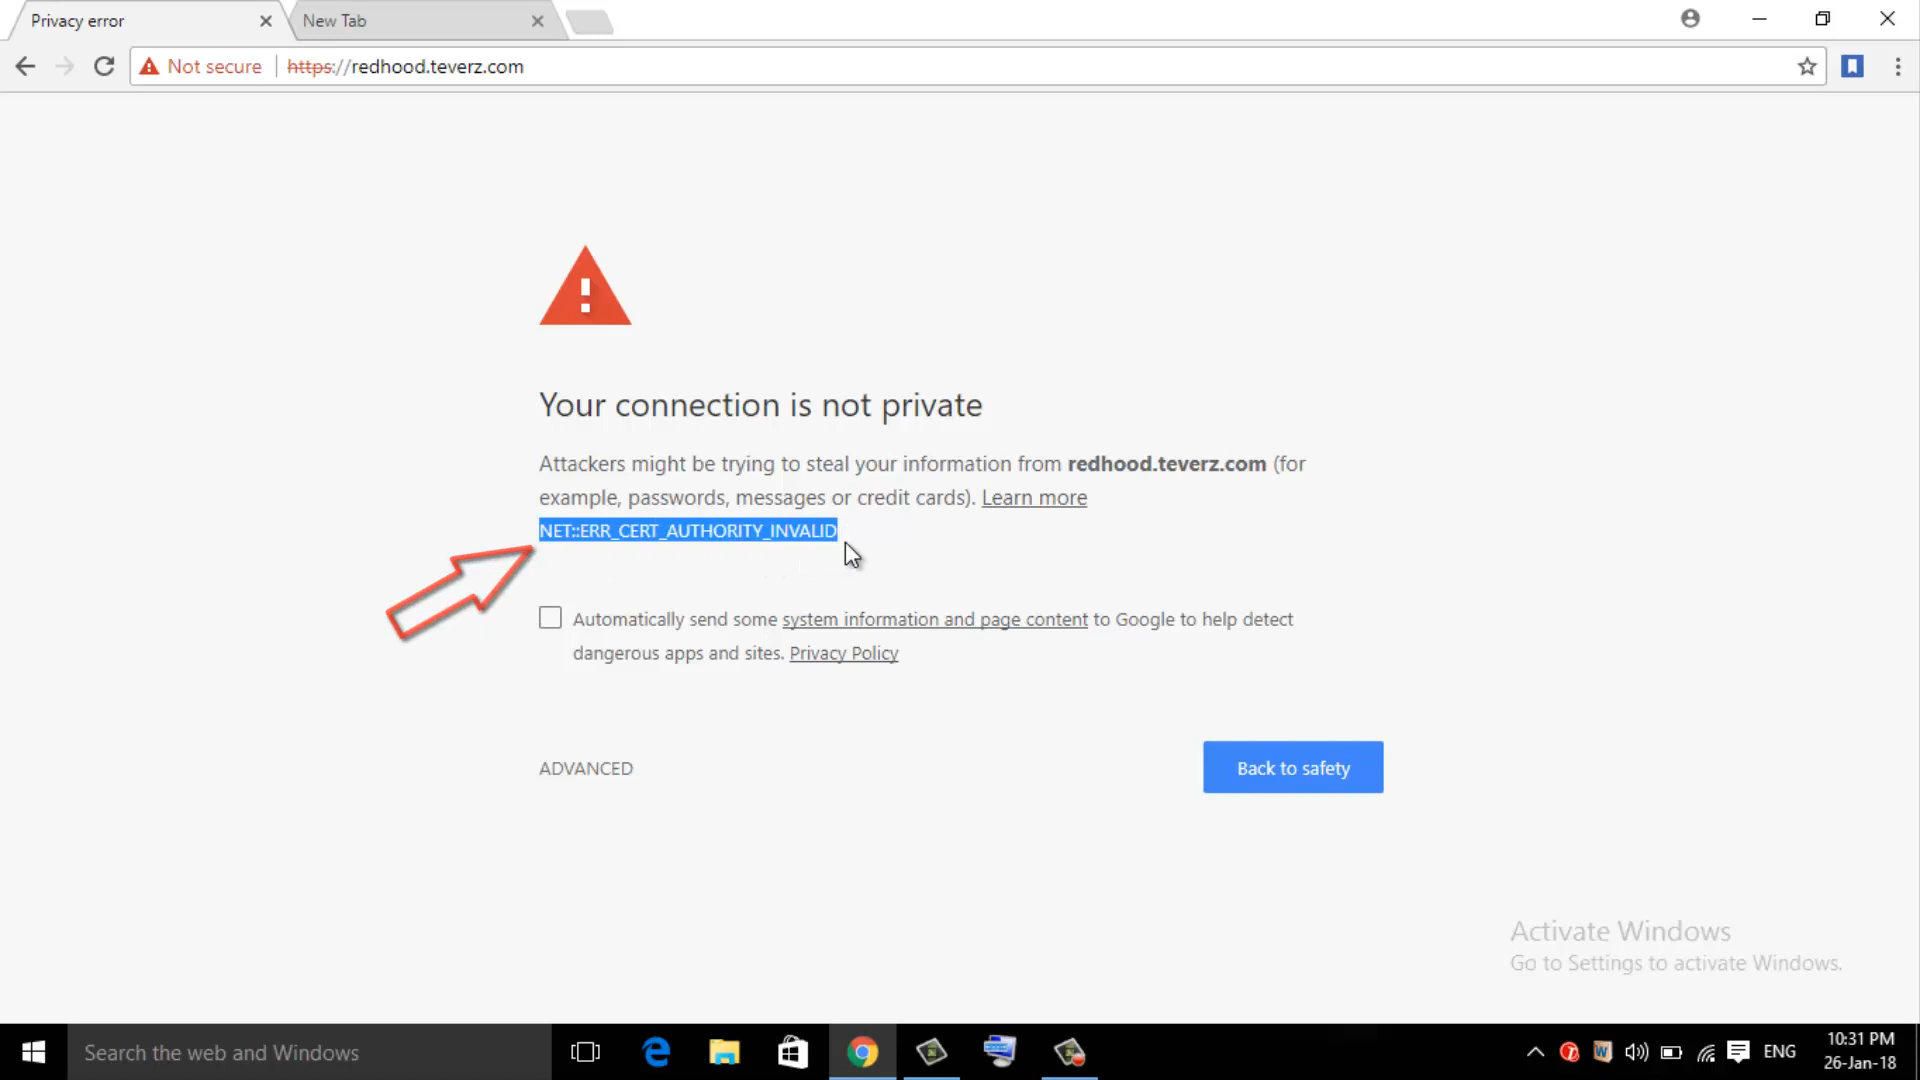 Privacy error
New Tab
Not secure
https://redhood.teverz.com
Your connection is not private
Attackers might be trying to steal your information from redhood.teverz.com (for
example, passwords, messages or credit cards). Learn more
NET::ERR_CERT_AUTHORITY_INVALID
Automatically send some system information and page content to Google to help detect
dangerous apps and sites. Privacy Policy
ADVANCED
Back to safety
Activate Windows
Go to Settings to activate Windows.
Search the web and Windows
ENG
10:31 PM
26-Jan-18